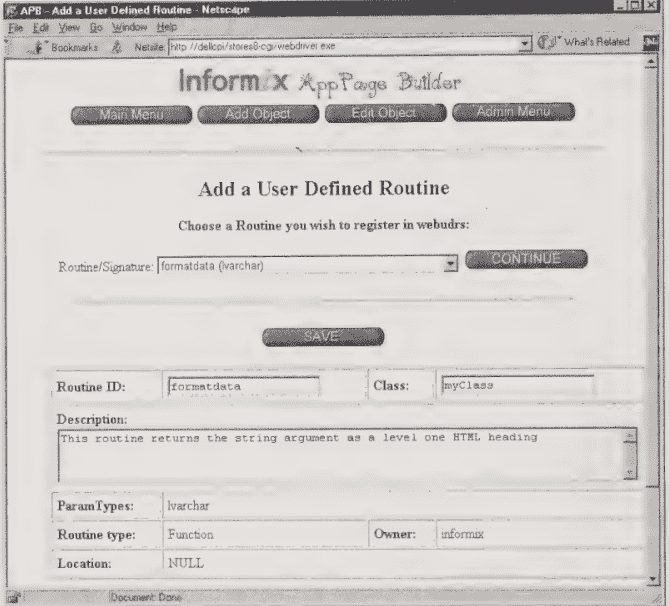 APB - Add a User Defined Routine - Netscape
File Edit View Go Window Help
Bookmarks Netsite: http://dellcpi/stores8-cgi/webdriver.exe What's Related
Informix AppPage Builder
Main Menu Add Object Edit Object Admin Menu
Add a User Defined Routine
Choose a Routine you wish to register in webudrs:
Routine/Signature: formatdata (lvarchar) CONTINUE
SAVE
Routine ID: formatdata Class: myClass
Description:
This routine returns the string argument as a level one HTML heading
ParamTypes: lvarchar
Routine type: Function Owner: informix
Location: NULL
Document: Done